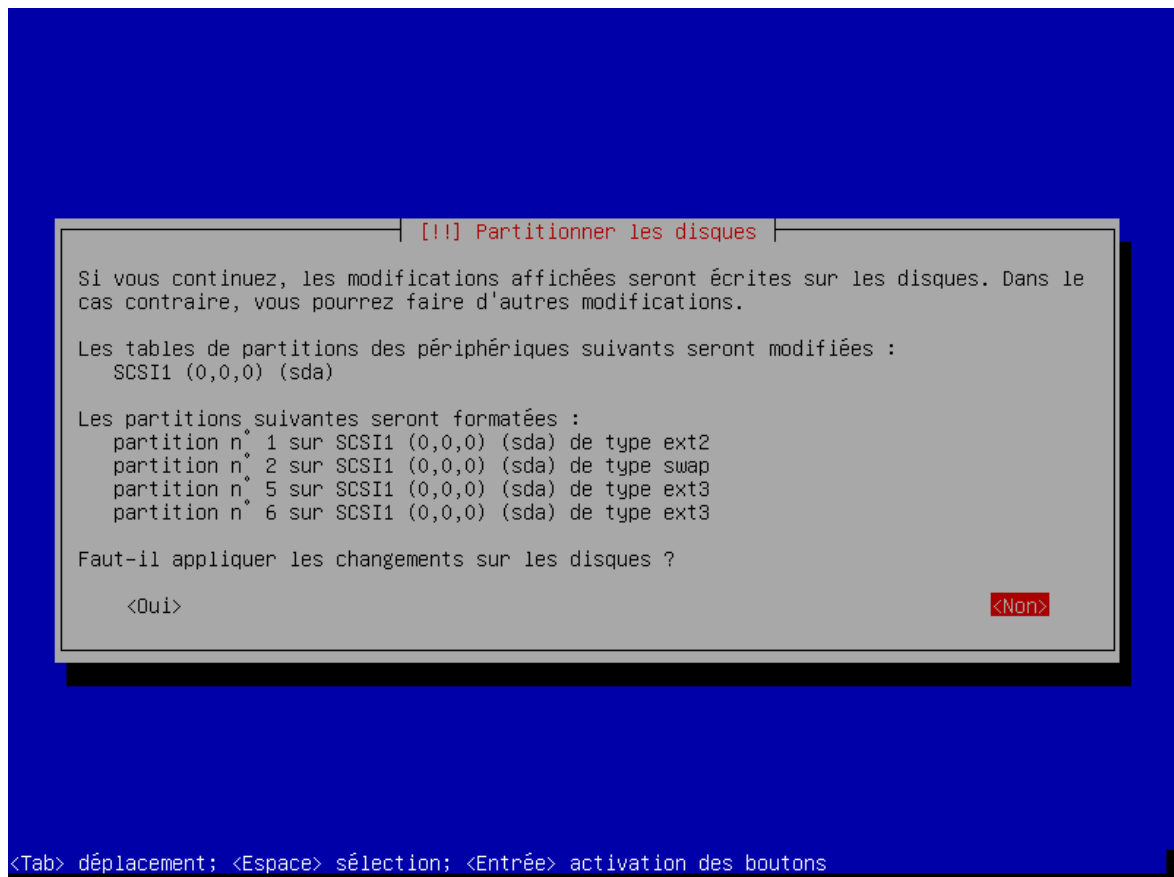 [!!] Partitionner les disques
Si vous continuez, les modifications affichées seront écrites sur les disques. Dans le
cas contraire, vous pourrez faire d'autres modifications.
Les tables de partitions des périphériques suivants seront modifiées :
SCSI1 (0,0,0) (sda)
Les partitions suivantes seront formatées :
partition n° 1 sur SCSI1 (0,0,0) (sda) de type ext2
partition n° 2 sur SCSI1 (0,0,0) (sda) de type swap
partition n° 5 sur SCSI1 (0,0,0) (sda) de type ext3
partition n° 6 sur SCSI1 (0,0,0) (sda) de type ext3
Faut-il appliquer les changements sur les disques ?
<Oui> <Non>
<Tab> déplacement; <Espace> sélection; <Entrée> activation des boutons